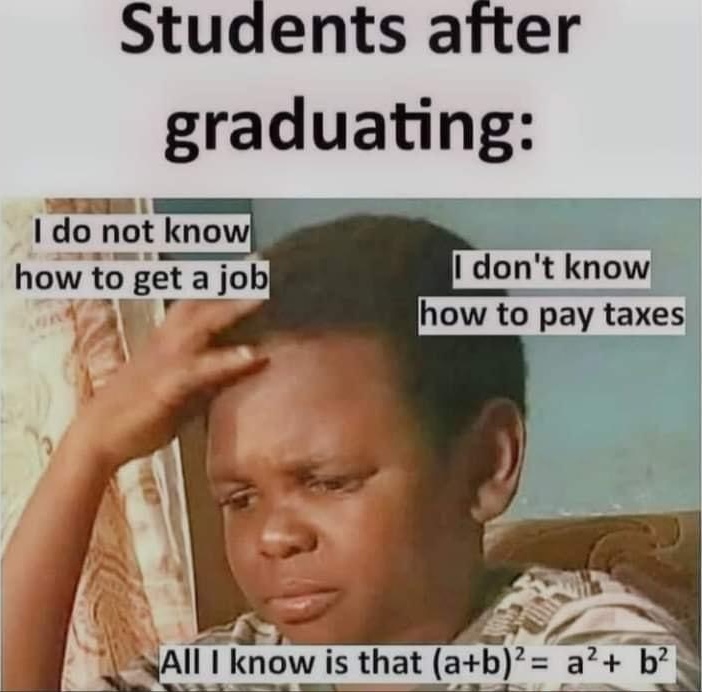 Students after
graduating:
I do not know
how to get a job
I don't know
how to pay taxes
All I know is that (a+b)²= a²+ b²